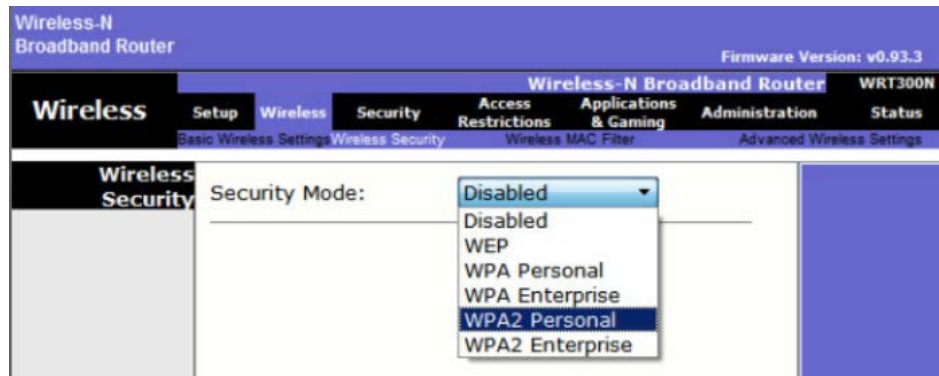 Wireless-N
Broadband Router
Firmware Version: v0.93.3
Wireless-N Broadband Router WRT300N
Wireless Setup Wireless Security Access Restrictions Applications & Gaming Administration Status
Basic Wireless Settings Wireless Security Wireless MAC Filter Advanced Wireless Settings
Wireless
Security
Security Mode: Disabled
Disabled
WEP
WPA Personal
WPA Enterprise
WPA2 Personal
WPA2 Enterprise